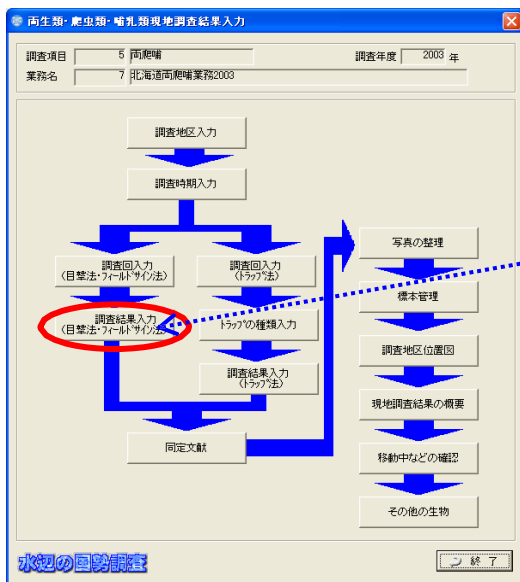 両生類・爬虫類・哺乳類現地調査結果入力
調査項目 5 両爬哺 調査年度 2003 年
業務名 7 北海道両爬哺業務2003
調査地区入力
調査時期入力
調査回入力
(目撃法・フィールドサイン法)
調査回入力
(トラップ法)
調査結果入力
(目撃法・フィールドサイン法)
トラップの種類入力
調査結果入力
(トラップ法)
同定文献
写真の整理
標本管理
調査地区位置図
現地調査結果の概要
移動中などの確認
その他の生物
水辺の国勢調査
終 了